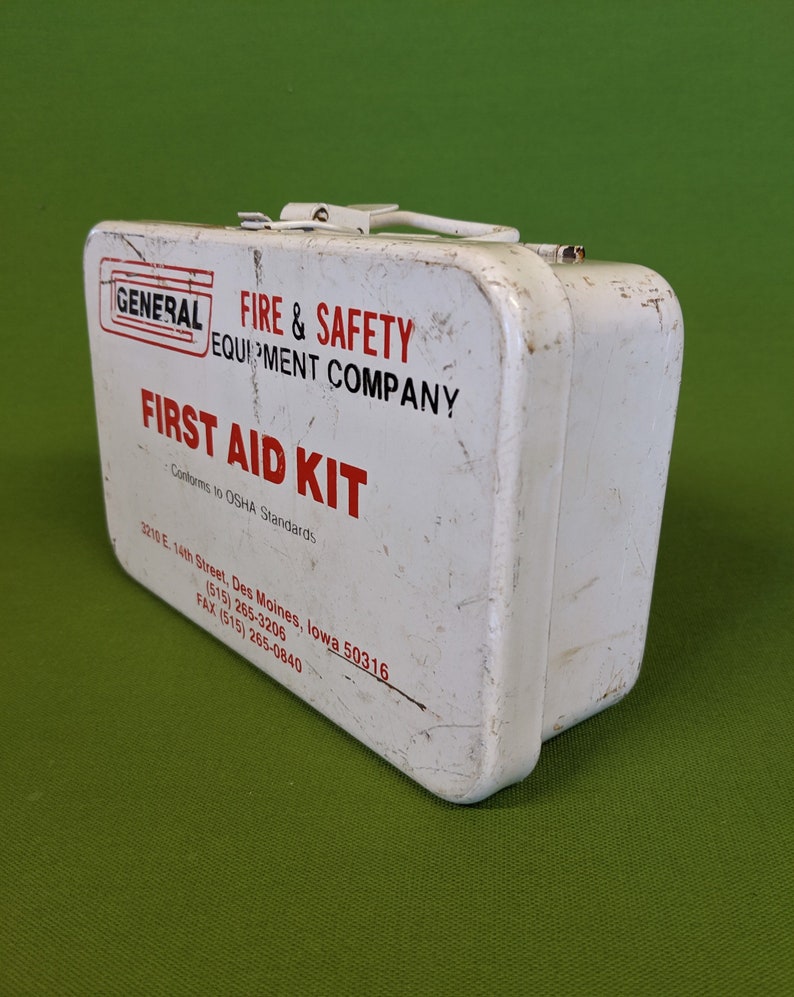 GENERAL
FIRE & SAFETY
EQUIPMENT COMPANY
FIRST AID KIT
Conforms to OSHA Standards
3210 E. 14th Street, Des Moines, Iowa 50316
(515) 265-3206
FAX (515) 265-0840